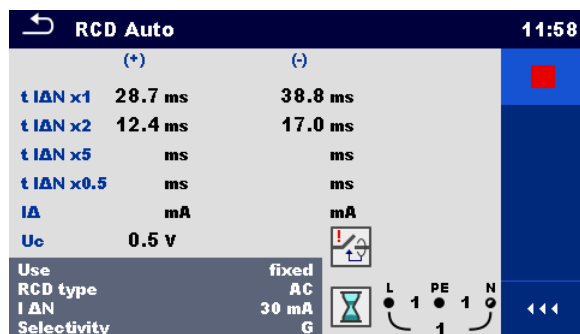 RCD Auto 11:58
(+) (-)
t IΔN x1 28.7 ms 38.8 ms
t IΔN x2 12.4 ms 17.0 ms
t IΔN x5 ms ms
t IΔN x0.5 ms ms
IΔ mA mA
Uc 0.5 V
Use fixed
RCD type AC
I ΔN 30 mA
Selectivity G
L PE N
1 1
1